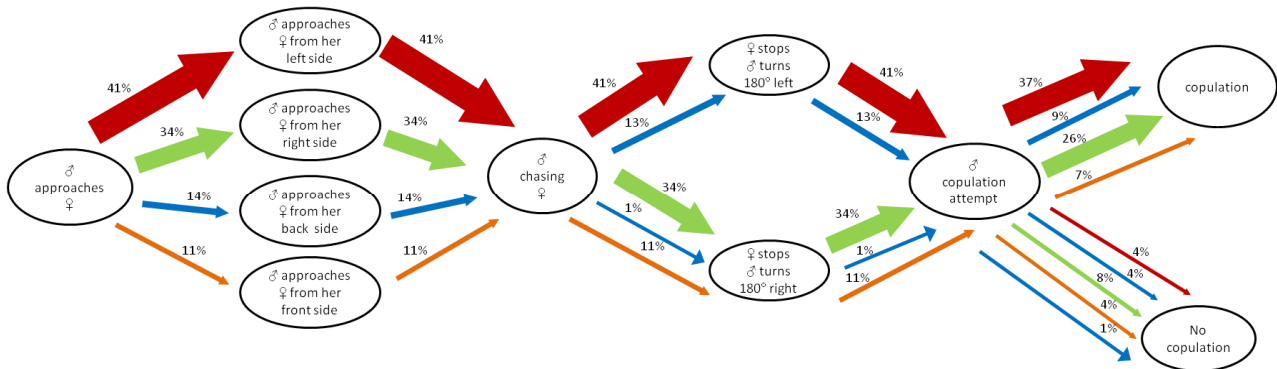 ♂
approaches
♀
41%
34%
14%
11%
♂ approaches
♀ from her
left side
♂ approaches
♀ from her
right side
♂ approaches
♀ from her
back side
♂ approaches
♀ from her
front side
41%
34%
14%
11%
♂
chasing
♀
41%
13%
34%
1%
11%
♀ stops
♂ turns
180° left
♀ stops
♂ turns
180° right
41%
13%
34%
1%
11%
♂
copulation
attempt
37%
9%
26%
7%
4%
4%
8%
4%
1%
copulation
No
copulation